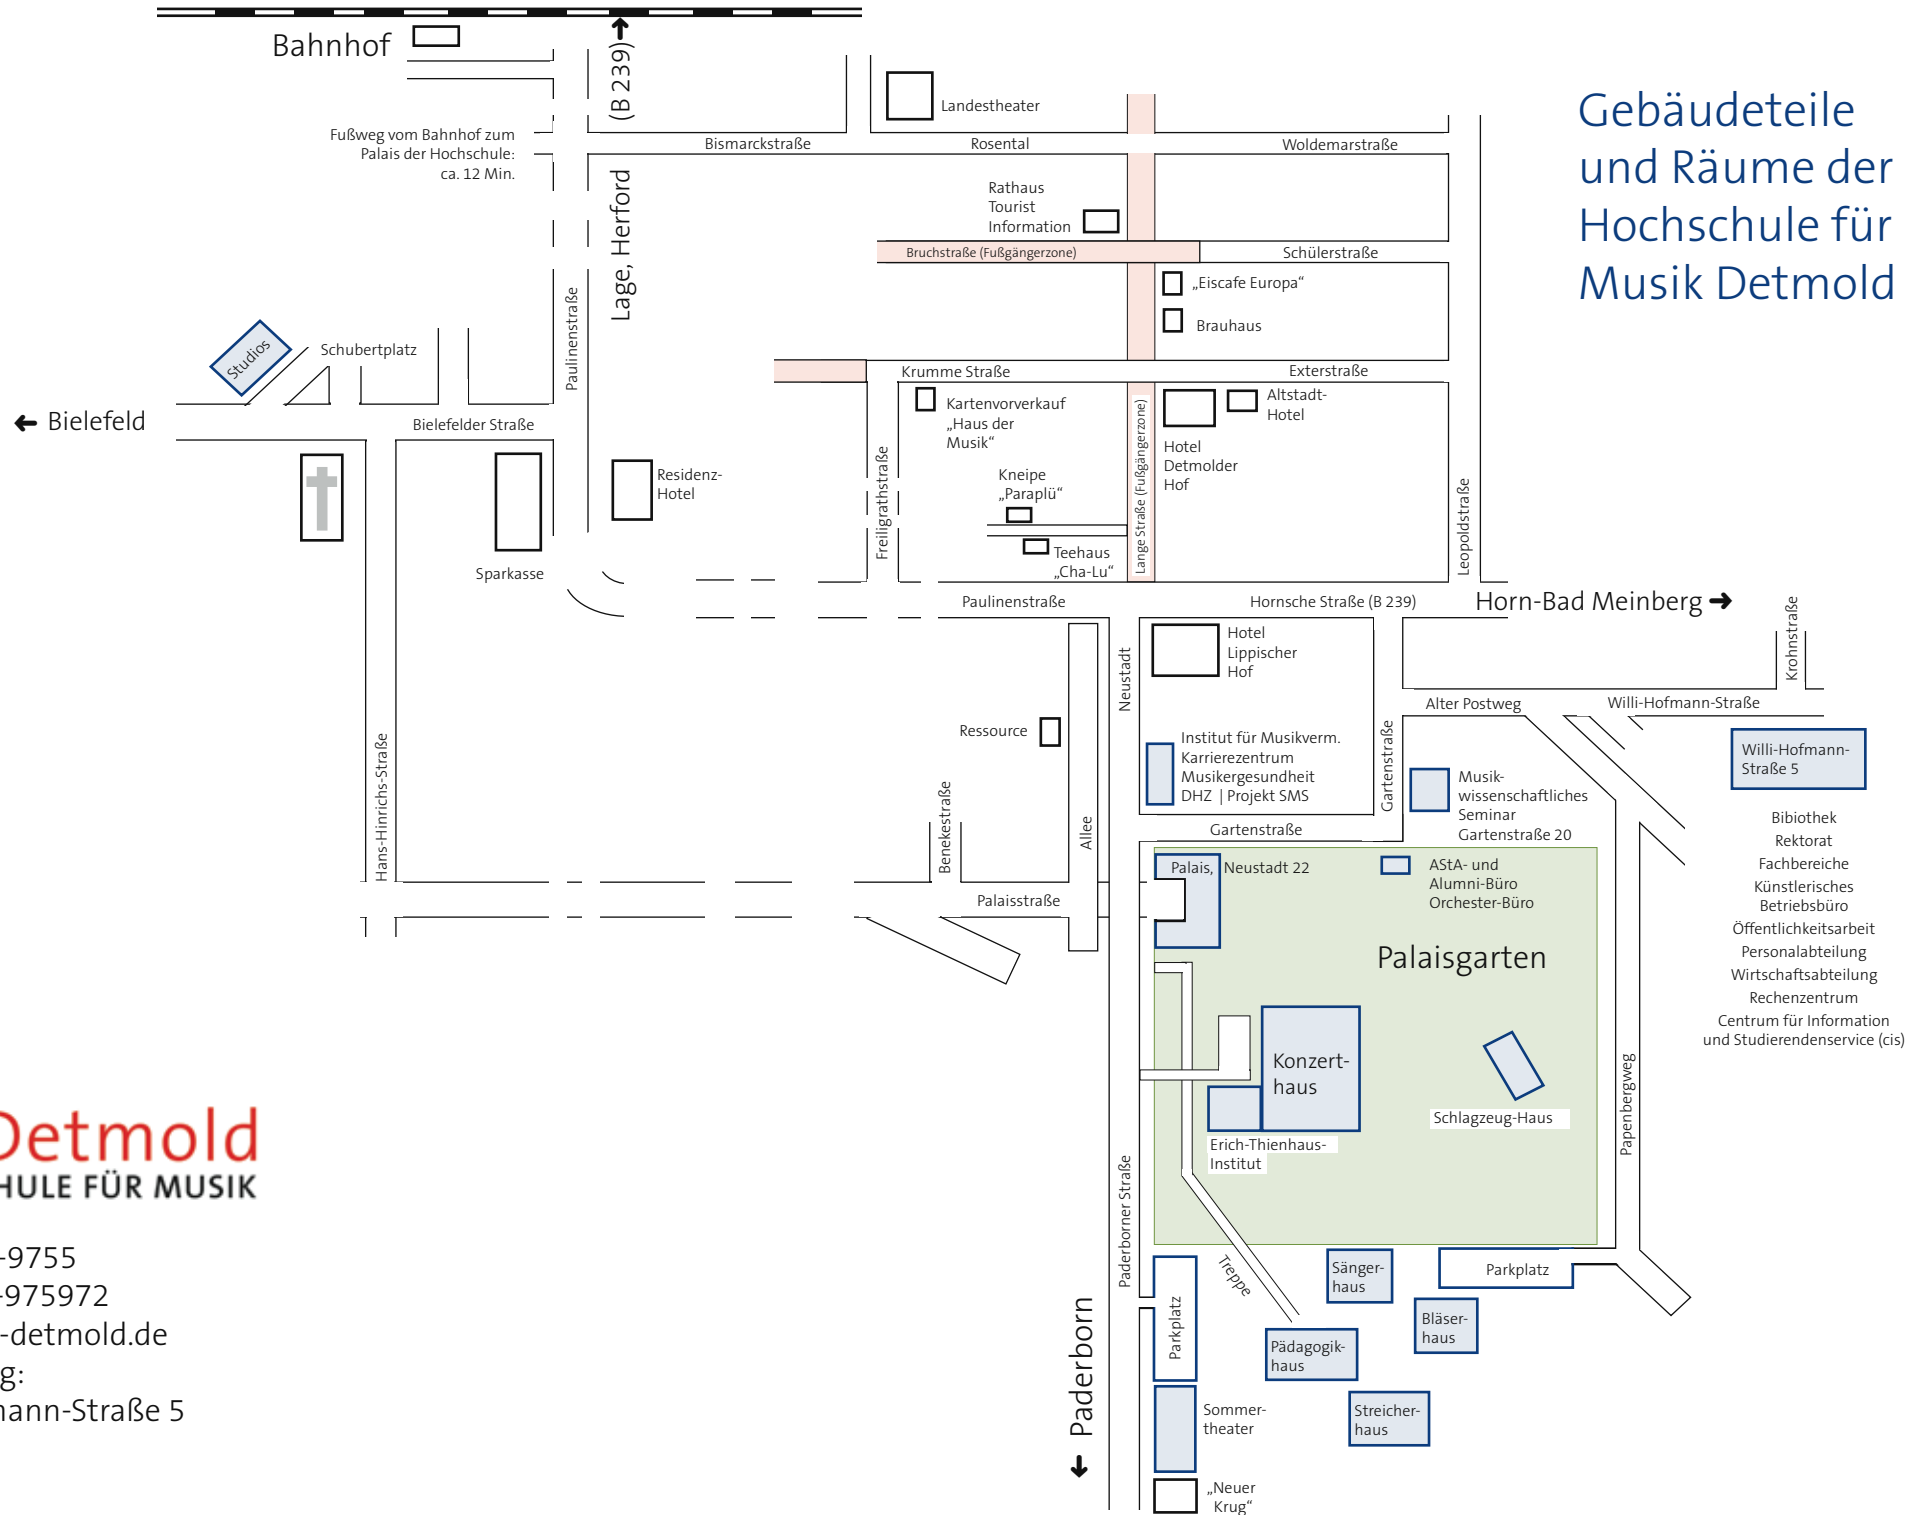 Bahnhof
(B 239)
Landestheater
Gebäudeteile
und Räume der
Hochschule für
Musik Detmold
Fußweg vom Bahnhof zum
Palais der Hochschule:
ca. 12 Min.
Bismarckstraße
Rosental
Woldemarstraße
Lage, Herford
Rathaus
Tourist
Information
Bruchstraße (Fußgängerzone)
Schülerstraße
„Eiscafe Europa“
Brauhaus
Paulinenstraße
Studios
Schubertplatz
Krumme Straße
Exterstraße
Bielefeld
Bielefelder Straße
Kartenvorverkauf
„Haus der
Musik“
Lange Straße (Fußgängerzone)
Altstadt-
Hotel
Hotel
Detmolder
Hof
Residenz-
Hotel
Freiligrathstraße
Kneipe
„Paraplü“
Teehaus
„Cha-Lu“
Leopoldstraße
Sparkasse
Paulinenstraße
Hornsche Straße (B 239)
Horn-Bad Meinberg
Krohnstraße
Neustadt
Hotel
Lippischer
Hof
Alter Postweg
Willi-Hofmann-Straße
Ressource
Institut für Musikverm.
Karrierezentrum
Musikergesundheit
DHZ | Projekt SMS
Gartenstraße
Musik-
wissenschaftliches
Seminar
Gartenstraße 20
Willi-Hofmann-
Straße 5
Hans-Hinrichs-Straße
Benekestraße
Allee
Gartenstraße
Bibiothek
Rektorat
Fachbereiche
Künstlerisches
Betriebsbüro
Öffentlichkeitsarbeit
Personalabteilung
Wirtschaftsabteilung
Rechenzentrum
Centrum für Information
und Studierendenservice (cis)
Palais, Neustadt 22
AStA- und
Alumni-Büro
Orchester-Büro
Palaisstraße
Palaisgarten
Konzert-
haus
Schlagzeug-Haus
Erich-Thienhaus-
Institut
Papenbergweg
Paderborner Straße
Detmold
HULE FÜR MUSIK
-9755
-975972
-detmold.de
g:
mann-Straße 5
Treppe
Sänger-
haus
Parkplatz
Bläser-
haus
Parkplatz
Pädagogik-
haus
Paderborn
Streicher-
haus
Sommer-
theater
„Neuer
Krug“